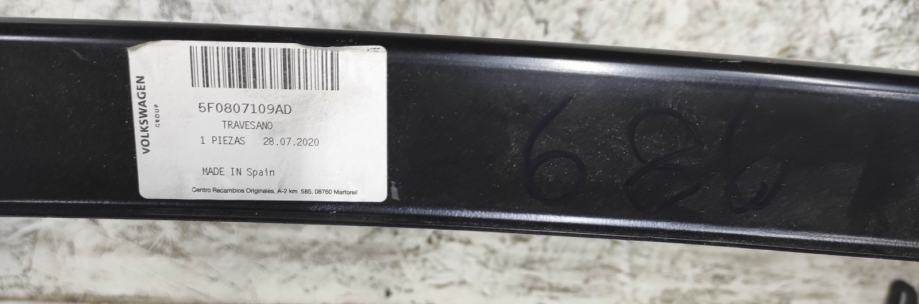 VOLKSWAGEN
GROUP
5F0807109AD
TRAVESANO
1 PIEZAS 28.07.2020
MADE IN Spain
Centro Recambios Originales, A-2 km. 585, 08760 Martorell